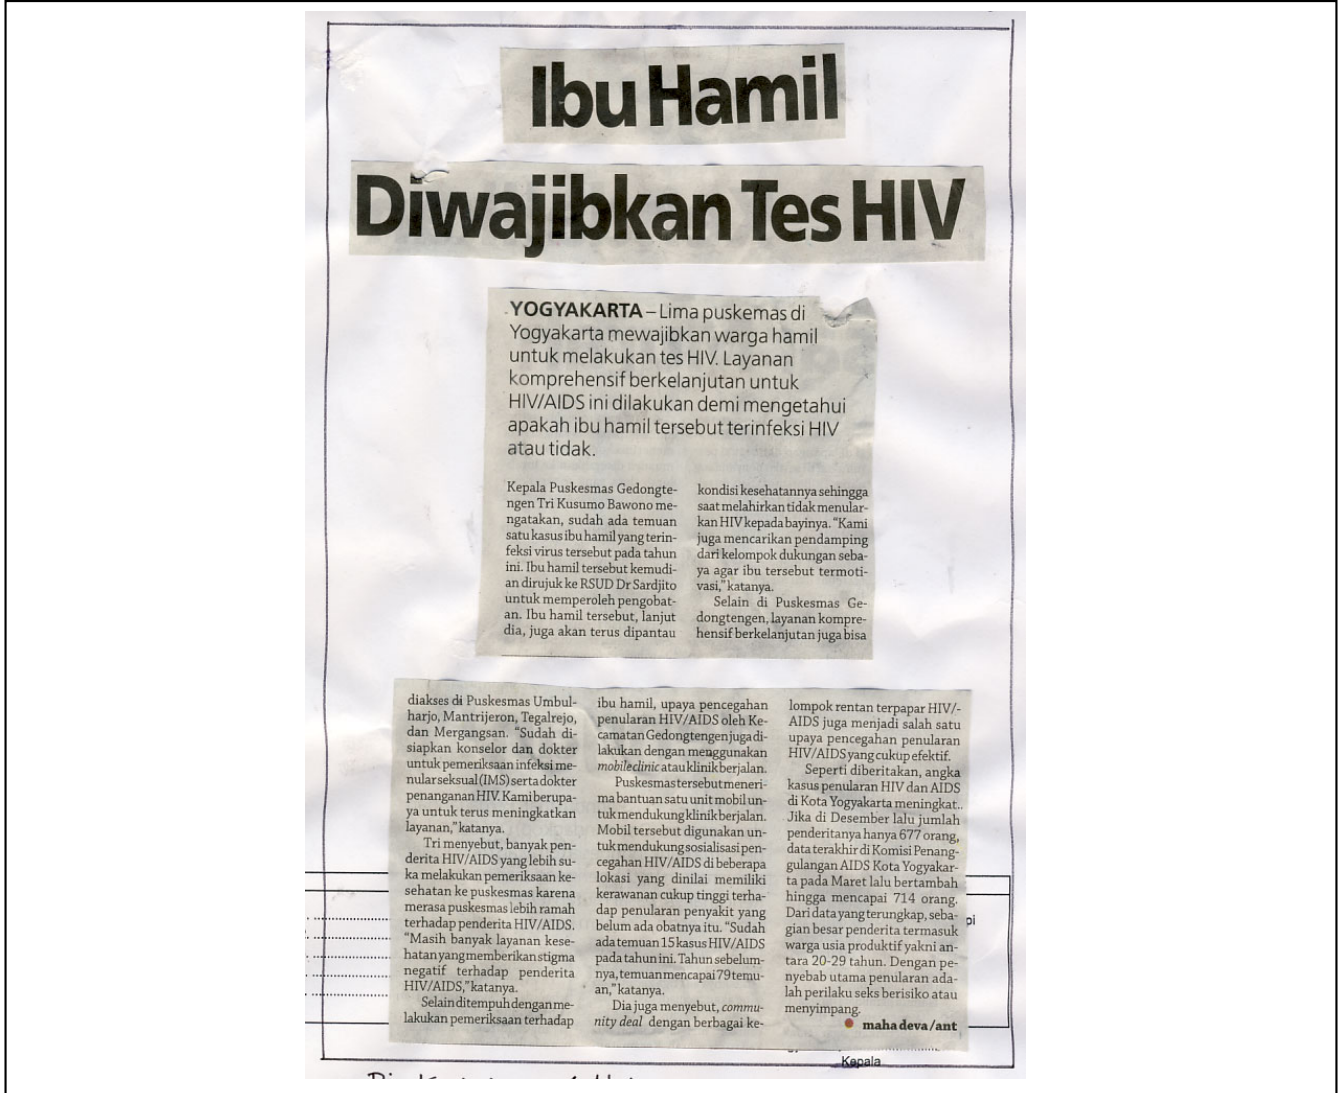 Ibu Hamil
Diwajibkan Tes HIV
YOGYAKARTA – Lima puskemas di
Yogyakarta mewajibkan warga hamil
untuk melakukan tes HIV. Layanan
komprehensif berkelanjutan untuk
HIV/AIDS ini dilakukan demi mengetahui
apakah ibu hamil tersebut terinfeksi HIV
atau tidak.
Kepala Puskesmas Gedongte-
ngen Tri Kusumo Bawono me-
ngatakan, sudah ada temuan
satu kasus ibu hamil yang terin-
feksi virus tersebut pada tahun
ini. Ibu hamil tersebut kemudi-
an dirujuk ke RSUD Dr Sardjito
untuk memperoleh pengobat-
an. Ibu hamil tersebut, lanjut
dia, juga akan terus dipantau
kondisi kesehatannya sehingga
saat melahirkan tidak menular-
kan HIV kepada bayinya. “Kami
juga mencarikan pendamping
dari kelompok dukungan seba-
ya agar ibu tersebut termoti-
vasi,” katanya.
Selain di Puskesmas Ge-
dongtengen, layanan kompre-
hensif berkelanjutan juga bisa
diakses di Puskesmas Umbul-
harjo, Mantrijeron, Tegalrejo,
dan Mergangsan. “Sudah di-
siapkan konselor dan dokter
untuk pemeriksaan infeksi me-
nular seksual (IMS) serta dokter
penanganan HIV. Kami berupa-
ya untuk terus meningkatkan
layanan,” katanya.
Tri menyebut, banyak pen-
derita HIV/AIDS yang lebih su-
ka melakukan pemeriksaan ke-
sehatan ke puskesmas karena
merasa puskesmas lebih ramah
terhadap penderita HIV/AIDS.
“Masih banyak layanan kese-
hatan yang memberikan stigma
negatif terhadap penderita
HIV/AIDS,” katanya.
Selain ditempuh dengan me-
lakukan pemeriksaan terhadap
ibu hamil, upaya pencegahan
penularan HIV/AIDS oleh Ke-
camatan Gedongtengen juga di-
lakukan dengan menggunakan
mobile clinic atau klinik berjalan.
Puskesmas tersebut meneri-
ma bantuan satu unit mobil un-
tuk mendukung klinik berjalan.
Mobil tersebut digunakan un-
tuk mendukung sosialisasi pen-
cegahan HIV/AIDS di beberapa
lokasi yang dinilai memiliki
kerawanan cukup tinggi terha-
dap penularan penyakit yang
belum ada obatnya itu. “Sudah
ada temuan 15 kasus HIV/AIDS
pada tahun ini. Tahun sebelum-
nya, temuan mencapai 79 temu-
an,” katanya.
Dia juga menyebut, commu-
nity deal dengan berbagai ke-
lompok rentan terpapar HIV/-
AIDS juga menjadi salah satu
upaya pencegahan penularan
HIV/AIDS yang cukup efektif.
Seperti diberitakan, angka
kasus penularan HIV dan AIDS
di Kota Yogyakarta meningkat..
Jika di Desember lalu jumlah
penderitanya hanya 677 orang,
data terakhir di Komisi Penang-
gulangan AIDS Kota Yogyakar-
ta pada Maret lalu bertambah
hingga mencapai 714 orang.
Dari data yang terungkap, seba-
gian besar penderita termasuk
warga usia produktif yakni an-
tara 20-29 tahun. Dengan pe-
nyebab utama penularan ada-
lah perilaku seks berisiko atau
menyimpang.
● maha deva/ant
pi
Kepala